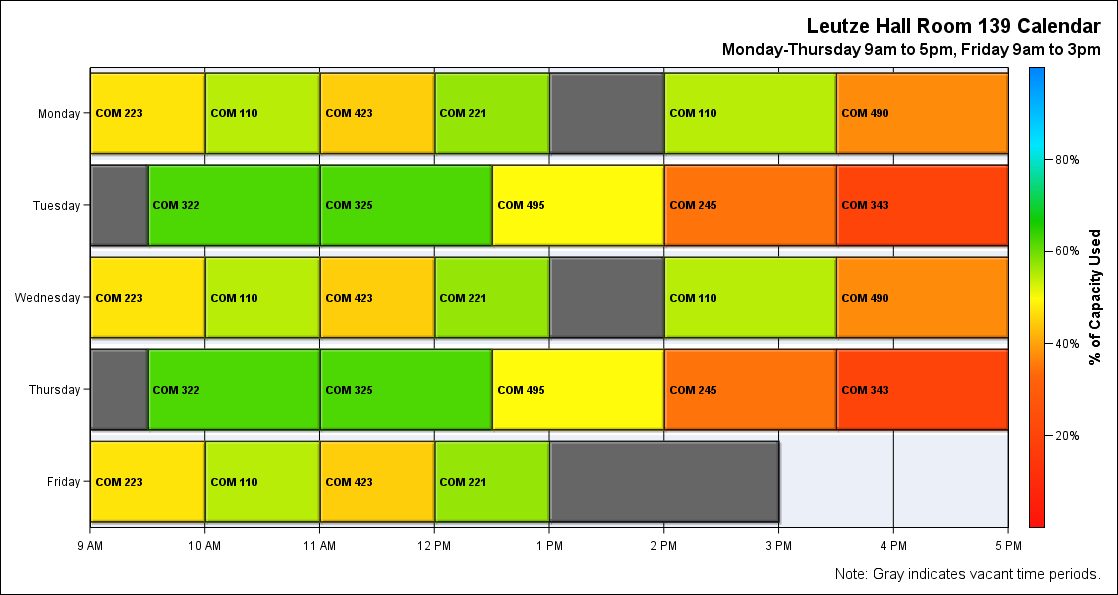 Leutze Hall Room 139 Calendar
Monday-Thursday 9am to 5pm, Friday 9am to 3pm
Monday COM 223 COM 110 COM 423 COM 221 COM 110 COM 490
Tuesday COM 322 COM 325 COM 495 COM 245 COM 343
Wednesday COM 223 COM 110 COM 423 COM 221 COM 110 COM 490
Thursday COM 322 COM 325 COM 495 COM 245 COM 343
Friday COM 223 COM 110 COM 423 COM 221
9 AM 10 AM 11 AM 12 PM 1 PM 2 PM 3 PM 4 PM 5 PM
80%
60%
40%
20%
% of Capacity Used
Note: Gray indicates vacant time periods.